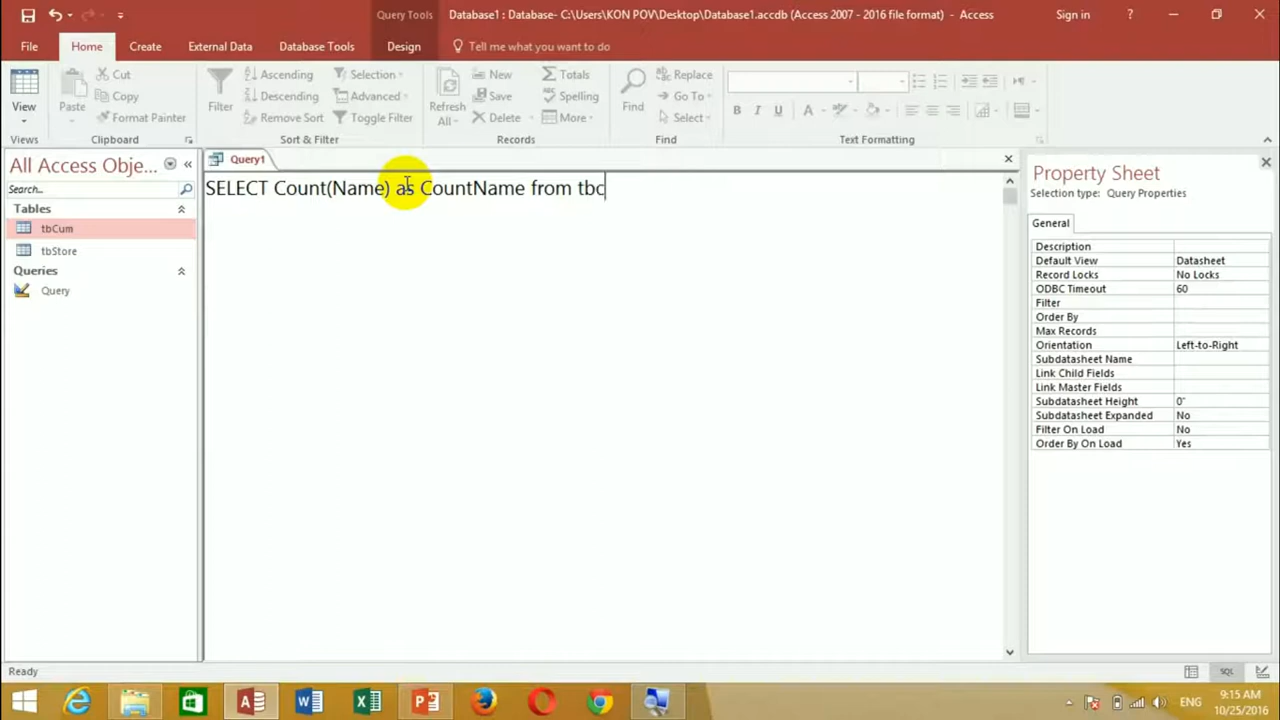 Query Tools
Database1 : Database- C:\Users\KON POV\Desktop\Database1.accdb (Access 2007 - 2016 file format) - Access
Sign in
?
File
Home
Create
External Data
Database Tools
Design
Tell me what you want to do
View
Views
Paste
Cut
Copy
Format Painter
Clipboard
Filter
Ascending
Descending
Remove Sort
Selection
Advanced
Toggle Filter
Sort & Filter
Refresh
All
New
Save
Delete
Totals
Spelling
More
Records
Find
Replace
Go To
Select
Find
B I U A
Text Formatting
All Access Obje...
Search...
Tables
tbCum
tbStore
Queries
Query
Query1
SELECT Count(Name) as CountName from tbc
Property Sheet
Selection type: Query Properties
General
Description
Default View Datasheet
Record Locks No Locks
ODBC Timeout 60
Filter
Order By
Max Records
Orientation Left-to-Right
Subdatasheet Name
Link Child Fields
Link Master Fields
Subdatasheet Height 0"
Subdatasheet Expanded No
Filter On Load No
Order By On Load Yes
Ready
SQL
ENG
9:15 AM
10/25/2016